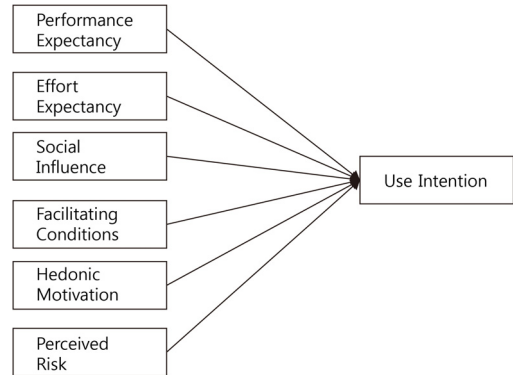 Performance
Expectancy
Effort
Expectancy
Social
Influence
Facilitating
Conditions
Hedonic
Motivation
Perceived
Risk
Use Intention